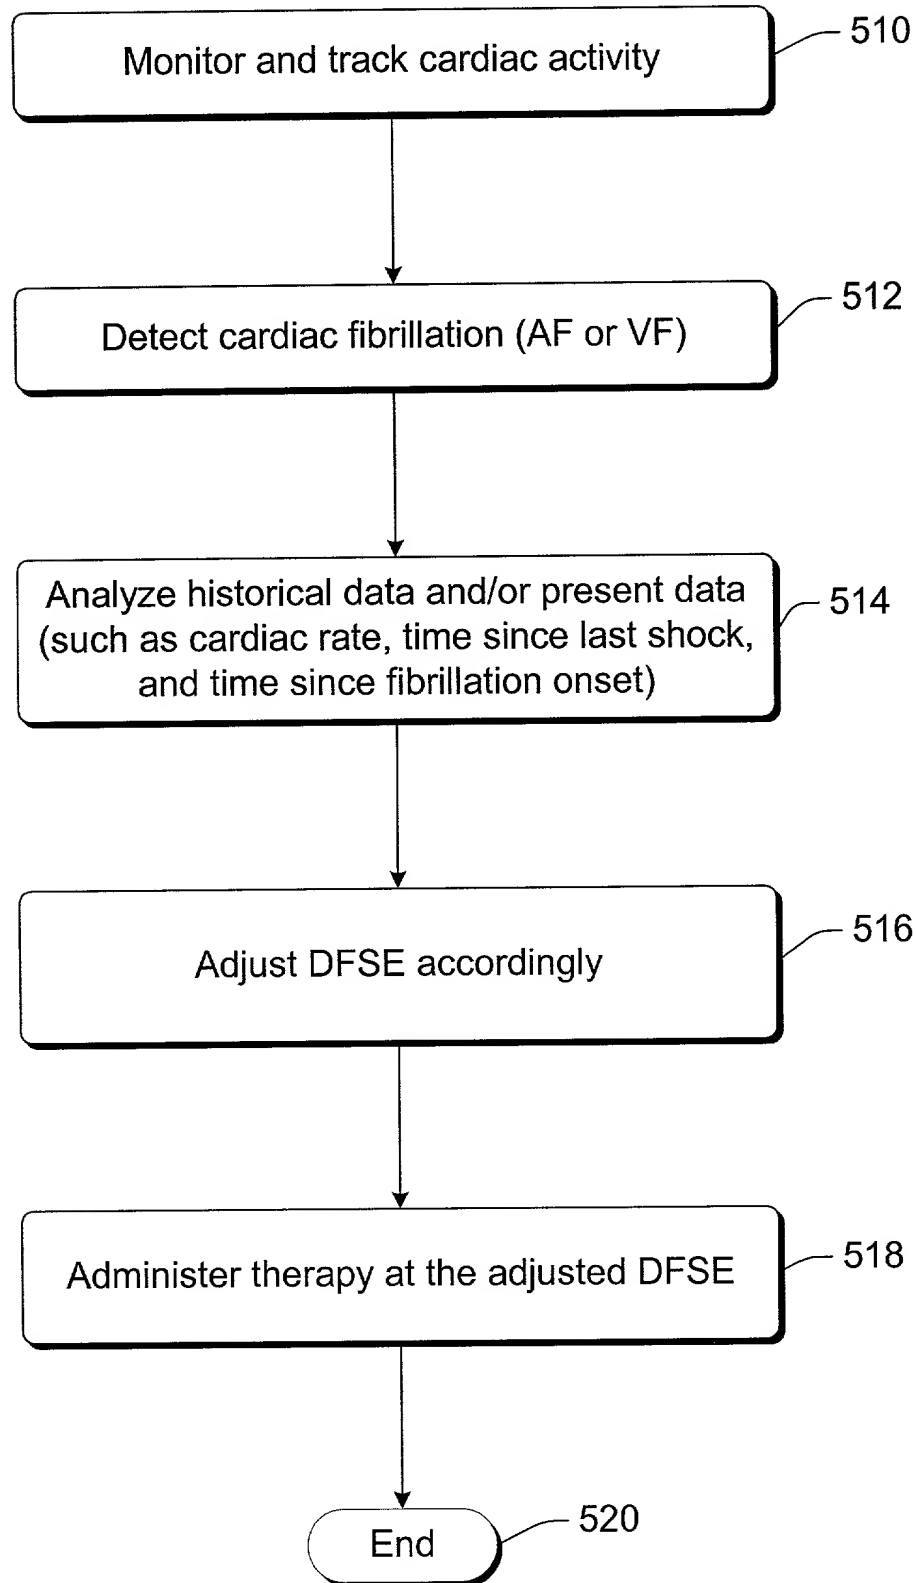 Monitor and track cardiac activity
510
Detect cardiac fibrillation (AF or VF)
512
Analyze historical data and/or present data
(such as cardiac rate, time since last shock,
and time since fibrillation onset)
514
Adjust DFSE accordingly
516
Administer therapy at the adjusted DFSE
518
End
520